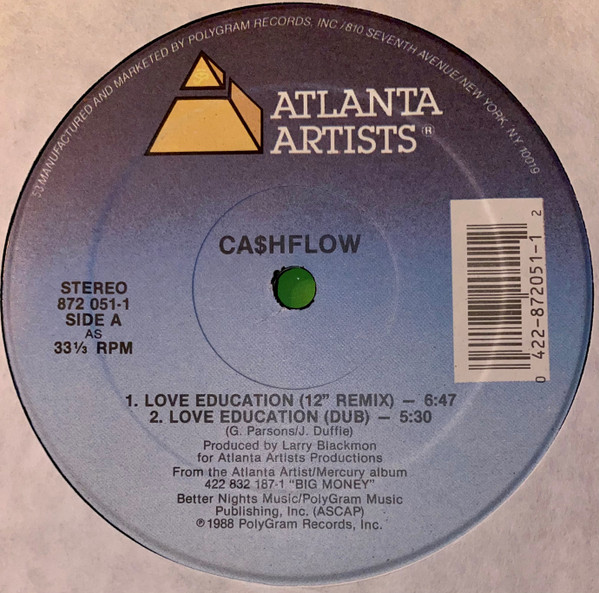 53 MANUFACTURED AND MARKETED BY POLYGRAM RECORDS, INC./810 SEVENTH AVENUE/NEW YORK, NY 10019
ATLANTA
ARTISTS®
CA$HFLOW
STEREO
872 051-1
SIDE A
AS
33⅓ RPM
0 422-872051-1 2
1. LOVE EDUCATION (12” REMIX) — 6:47
2. LOVE EDUCATION (DUB) — 5:30
(G. Parsons/J. Duffie)
Produced by Larry Blackmon
for Atlanta Artists Productions
From the Atlanta Artist/Mercury album
422 832 187-1 “BIG MONEY”
Better Nights Music/PolyGram Music
Publishing, Inc. (ASCAP)
℗1988 PolyGram Records, Inc.